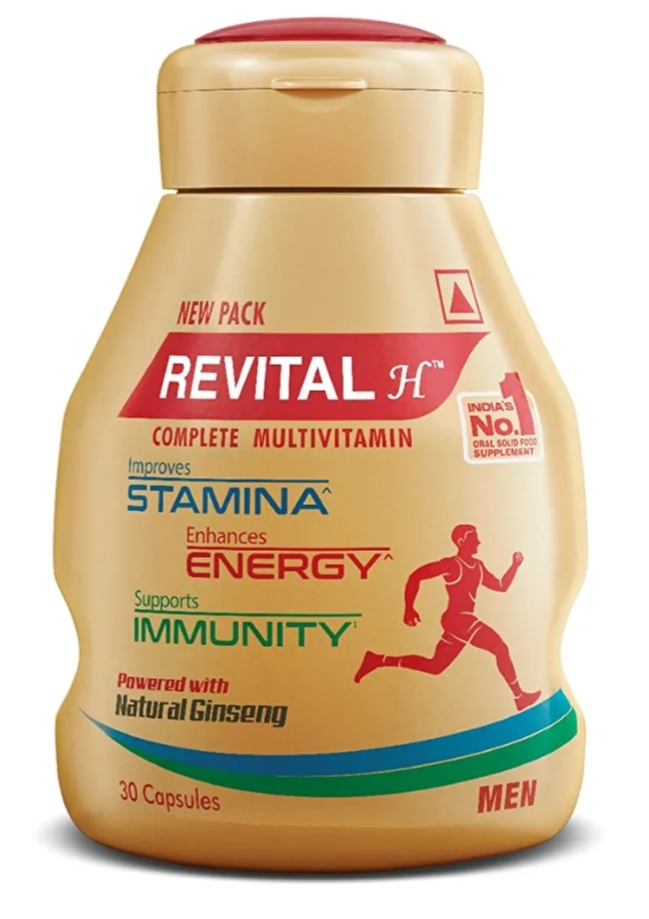 NEW PACK
REVITAL H™
COMPLETE MULTIVITAMIN
INDIA'S
No.1
ORAL SOLID FOOD
SUPPLEMENT
Improves
STAMINA^
Enhances
ENERGY^
Supports
IMMUNITY
Powered with
Natural Ginseng
30 Capsules
MEN